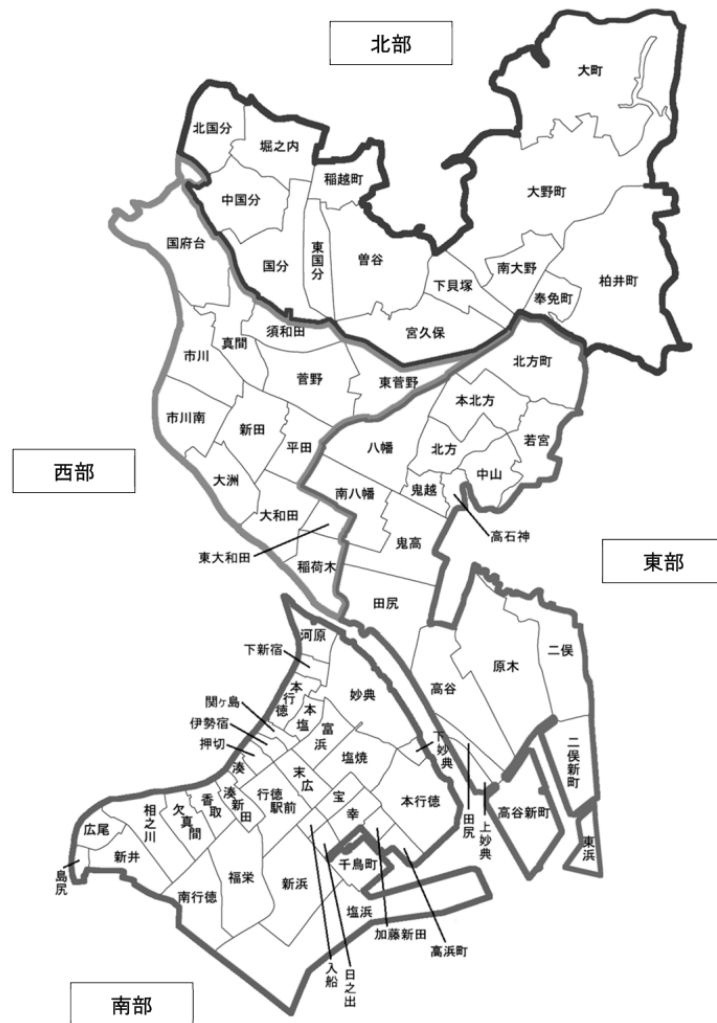 北部
大町
北国分
堀之内
稲越町
大野町
中国分
国府台
国分
東国分
曽谷
下貝塚
南大野
奉免町
柏井町
宮久保
須和田
真間
市川
菅野
東菅野
北方町
本北方
市川南
新田
平田
八幡
北方
若宮
中山
西部
大洲
南八幡
鬼越
大和田
鬼高
高石神
東大和田
稲荷木
東部
田尻
河原
下新宿
原木
二俣
高谷
本行徳
妙典
関ヶ島
本塩
伊勢宿
富浜
押切
塩焼
下妙典
湊
末広
二俣新町
香取
湊新田
行徳駅前
宝
本行徳
田尻
上妙典
高谷新町
相之川
欠真間
幸
広尾
東浜
島尻
新井
千鳥町
南行徳
福栄
新浜
塩浜
加藤新田
高浜町
入船
日之出
南部